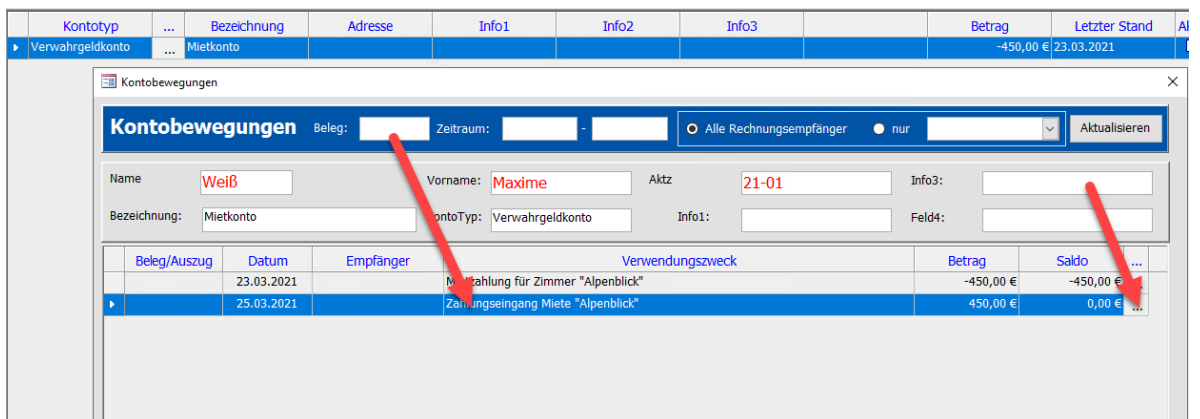 Kontotyp ... Bezeichnung Adresse Info1 Info2 Info3 Betrag Letzter Stand
Verwahrgeldkonto ... Mietkonto -450,00 € 23.03.2021
Kontobewegungen
Kontobewegungen Beleg: Zeitraum: - Alle Rechnungsempfänger nur Aktualisieren
Name Weiß Vorname: Maxime Aktz 21-01 Info3:
Bezeichnung: Mietkonto Verwahrgeldkonto Info1: Feld4:
Beleg/Auszug Datum Empfänger Verwendungszweck Betrag Saldo ...
23.03.2021 für Zimmer "Alpenblick" -450,00 € -450,00 €
25.03.2021 Zahlungseingang Miete "Alpenblick" 450,00 € 0,00 € ...